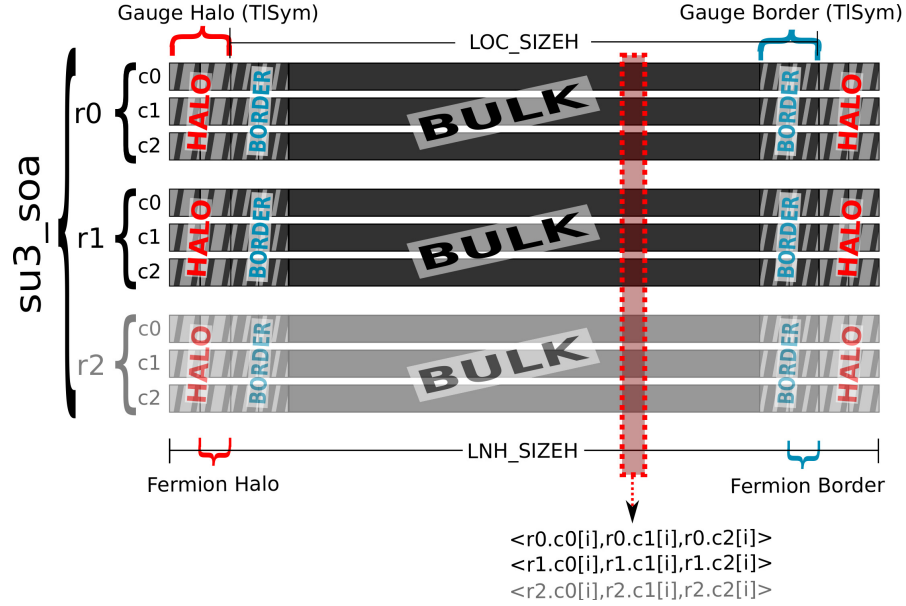 Gauge Halo (TlSym)
Gauge Border (TlSym)
LOC_SIZEH
su3_soa
r0
c0
c1
c2
HALO
BORDER
BULK
BORDER
HALO
r1
c0
c1
c2
HALO
BORDER
BULK
BORDER
HALO
r2
c0
c1
c2
HALO
BORDER
BULK
BORDER
HALO
LNH_SIZEH
Fermion Halo
Fermion Border
<r0.c0[i],r0.c1[i],r0.c2[i]>
<r1.c0[i],r1.c1[i],r1.c2[i]>
<r2.c0[i],r2.c1[i],r2.c2[i]>